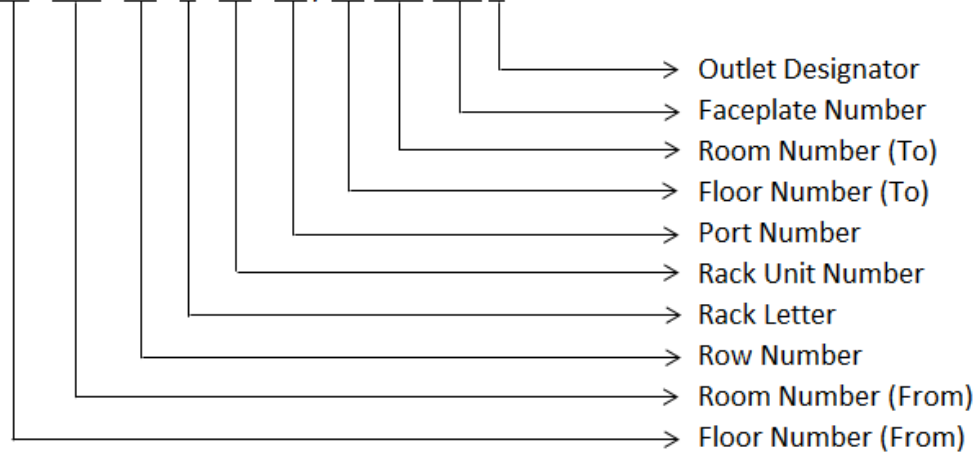 Outlet Designator
Faceplate Number
Room Number (To)
Floor Number (To)
Port Number
Rack Unit Number
Rack Letter
Row Number
Room Number (From)
Floor Number (From)